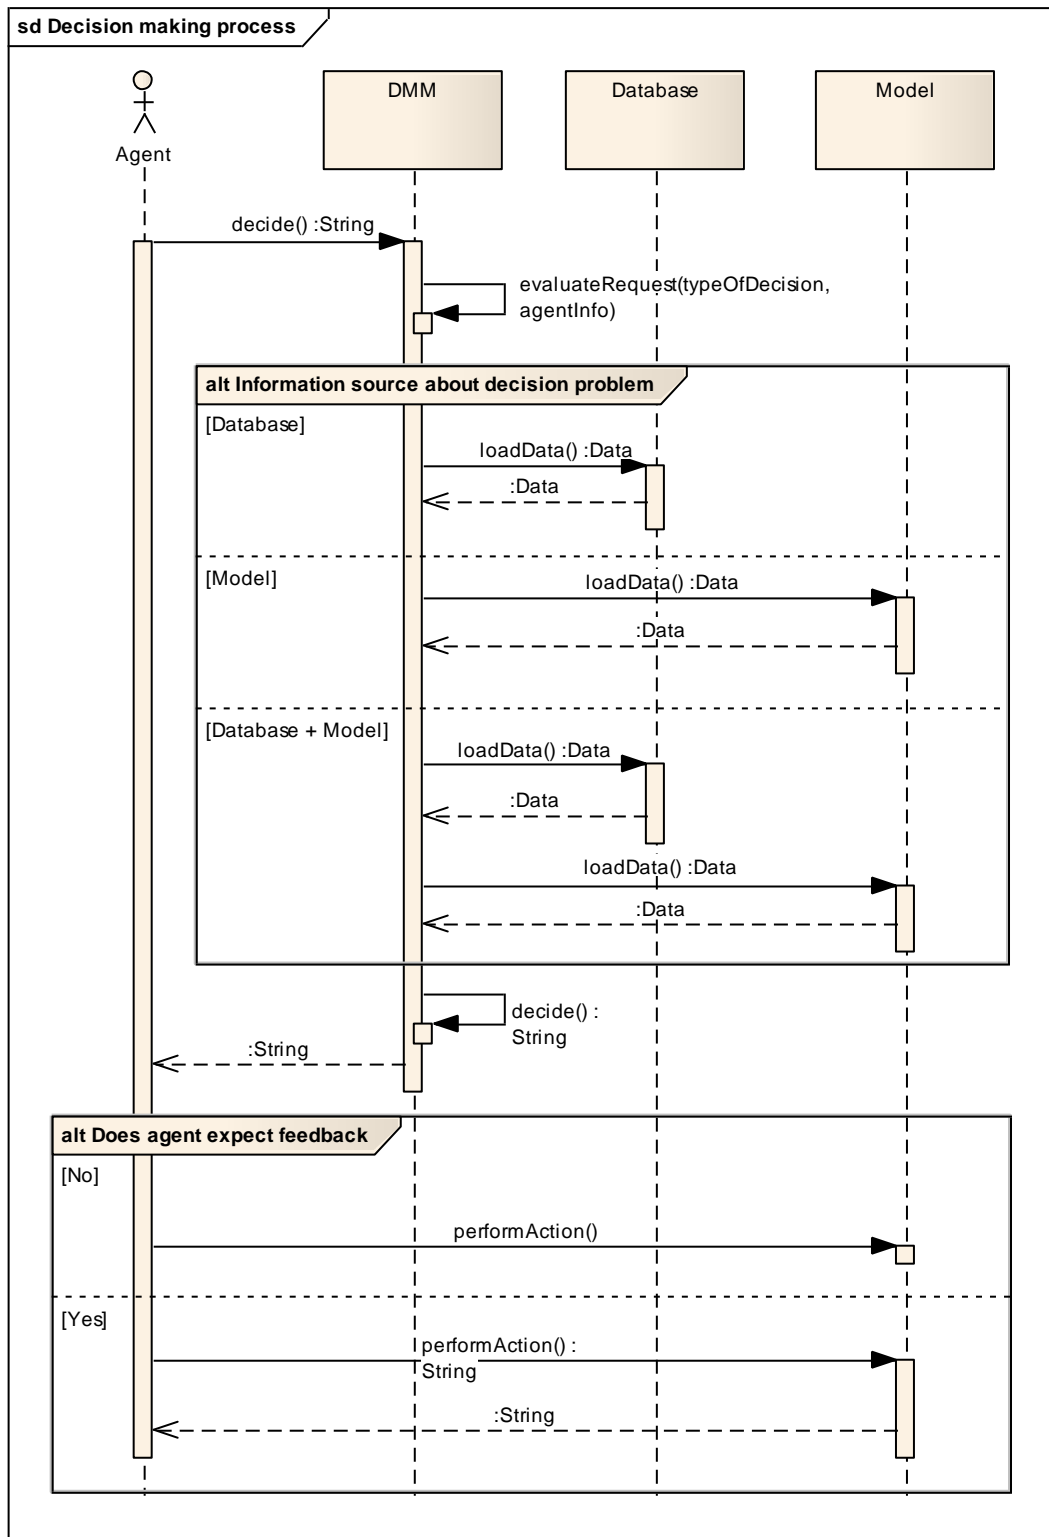 sd Decision making process
Agent
DMM
Database
Model
decide() :String
evaluateRequest(typeOfDecision,
agentInfo)
alt Information source about decision problem
[Database]
loadData() :Data
:Data
[Model]
loadData() :Data
:Data
[Database + Model]
loadData() :Data
:Data
loadData() :Data
:Data
decide() :
String
:String
alt Does agent expect feedback
[No]
performAction()
[Yes]
performAction() :
String
:String